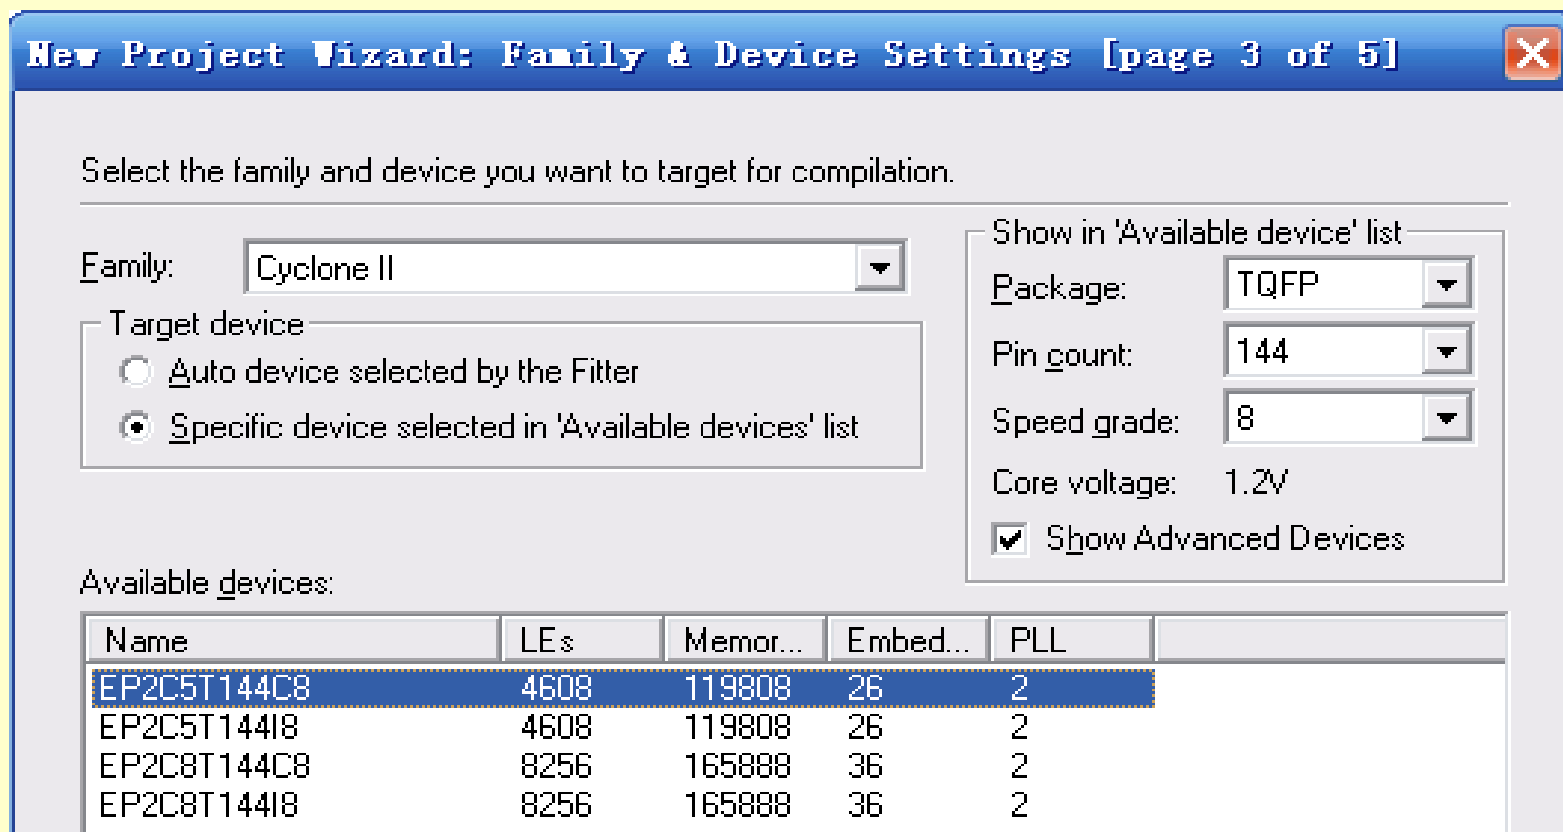 New Project Wizard: Family & Device Settings [page 3 of 5]
Select the family and device you want to target for compilation.
Family: Cyclone II
Target device
Auto device selected by the Fitter
Specific device selected in 'Available devices' list
Show in 'Available device' list
Package: TQFP
Pin count: 144
Speed grade: 8
Core voltage: 1.2V
Show Advanced Devices
Available devices:
Name LEs Memor... Embed... PLL
EP2C5T144C8 4608 119808 26 2
EP2C5T144I8 4608 119808 26 2
EP2C8T144C8 8256 165888 36 2
EP2C8T144I8 8256 165888 36 2